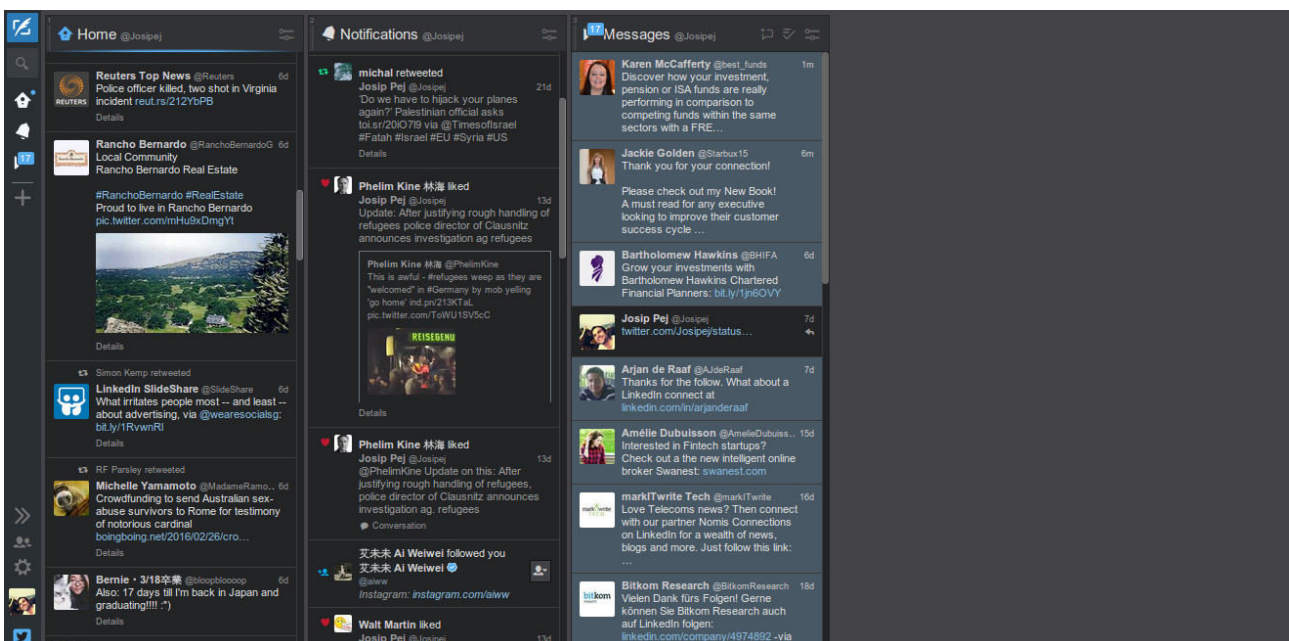 1
Home @Josipej
Reuters Top News @Reuters 6d
Police officer killed, two shot in Virginia
incident reut.rs/212YbPB
REUTERS
Details
Rancho Bernardo @RanchoBernardoG 6d
Local Community
Rancho Bernardo Real Estate
#RanchoBernardo #RealEstate
Proud to live in Rancho Bernardo
pic.twitter.com/mHu9xDmgYt
Details
Simon Kemp retweeted
LinkedIn SlideShare @SlideShare 6d
What irritates people most -- and least --
about advertising, via @wearesocialsg:
bit.ly/1RvwnRI
Details
RF Parsley retweeted
Michelle Yamamoto @MadameRamo.. 6d
Crowdfunding to send Australian sex-
abuse survivors to Rome for testimony
of notorious cardinal
boingboing.net/2016/02/26/cro…
Details
Bernie・3/18卒業 @bloopbloooop 6d
Also: 17 days till I'm back in Japan and
graduating!!!! :")
Details
17
2
Notifications @Josipej
michal retweeted
Josip Pej @Josipej 21d
'Do we have to hijack your planes
again?' Palestinian official asks
toi.sr/20iO7I9 via @TimesofIsrael
#Fatah #Israel #EU #Syria #US
Details
Phelim Kine 林海 liked
Josip Pej @Josipej 13d
Update: After justifying rough handling of
refugees police director of Clausnitz
announces investigation ag refugees
Phelim Kine 林海 @PhelimKine
This is awful - #refugees weep as they are
"welcomed" in #Germany by mob yelling
'go home' ind.pn/213KTaL
pic.twitter.com/ToWU1SV5cC
REISEGENU
Details
Phelim Kine 林海 liked
Josip Pej @Josipej 13d
@PhelimKine Update on this: After
justifying rough handling of refugees,
police director of Clausnitz announces
investigation ag. refugees
Conversation
艾未未 Ai Weiwei followed you
艾未未 Ai Weiwei
@aiww
Instagram: instagram.com/aiww
Walt Martin liked
Josip Pej @Josipej 13d
3
17
Messages @Josipej
Karen McCafferty @best_funds 1m
Discover how your investment,
pension or ISA funds are really
performing in comparison to
competing funds within the same
sectors with a FRE…
Jackie Golden @Starbux15 6m
Thank you for your connection!
Please check out my New Book!
A must read for any executive
looking to improve their customer
success cycle …
Bartholomew Hawkins @BHIFA 6d
Grow your investments with
Bartholomew Hawkins Chartered
Financial Planners: bit.ly/1jn6OVY
Josip Pej @Josipej 7d
twitter.com/Josipej/status…
Arjan de Raaf @AJdeRaaf 7d
Thanks for the follow. What about a
LinkedIn connect at
linkedin.com/in/arjanderaaf
Amélie Dubuisson @AmelieDubuiss.. 15d
Interested in Fintech startups?
Check out a the new intelligent online
broker Swanest: swanest.com
markITwrite Tech @markITwrite 16d
Love Telecoms news? Then connect
with our partner Nomis Connections
on LinkedIn for a wealth of news,
blogs and more. Just follow this link:
…
Bitkom Research @BitkomResearch 18d
Vielen Dank fürs Folgen! Gerne
können Sie Bitkom Research auch
auf LinkedIn folgen:
linkedin.com/company/4974892 -via
bitkom